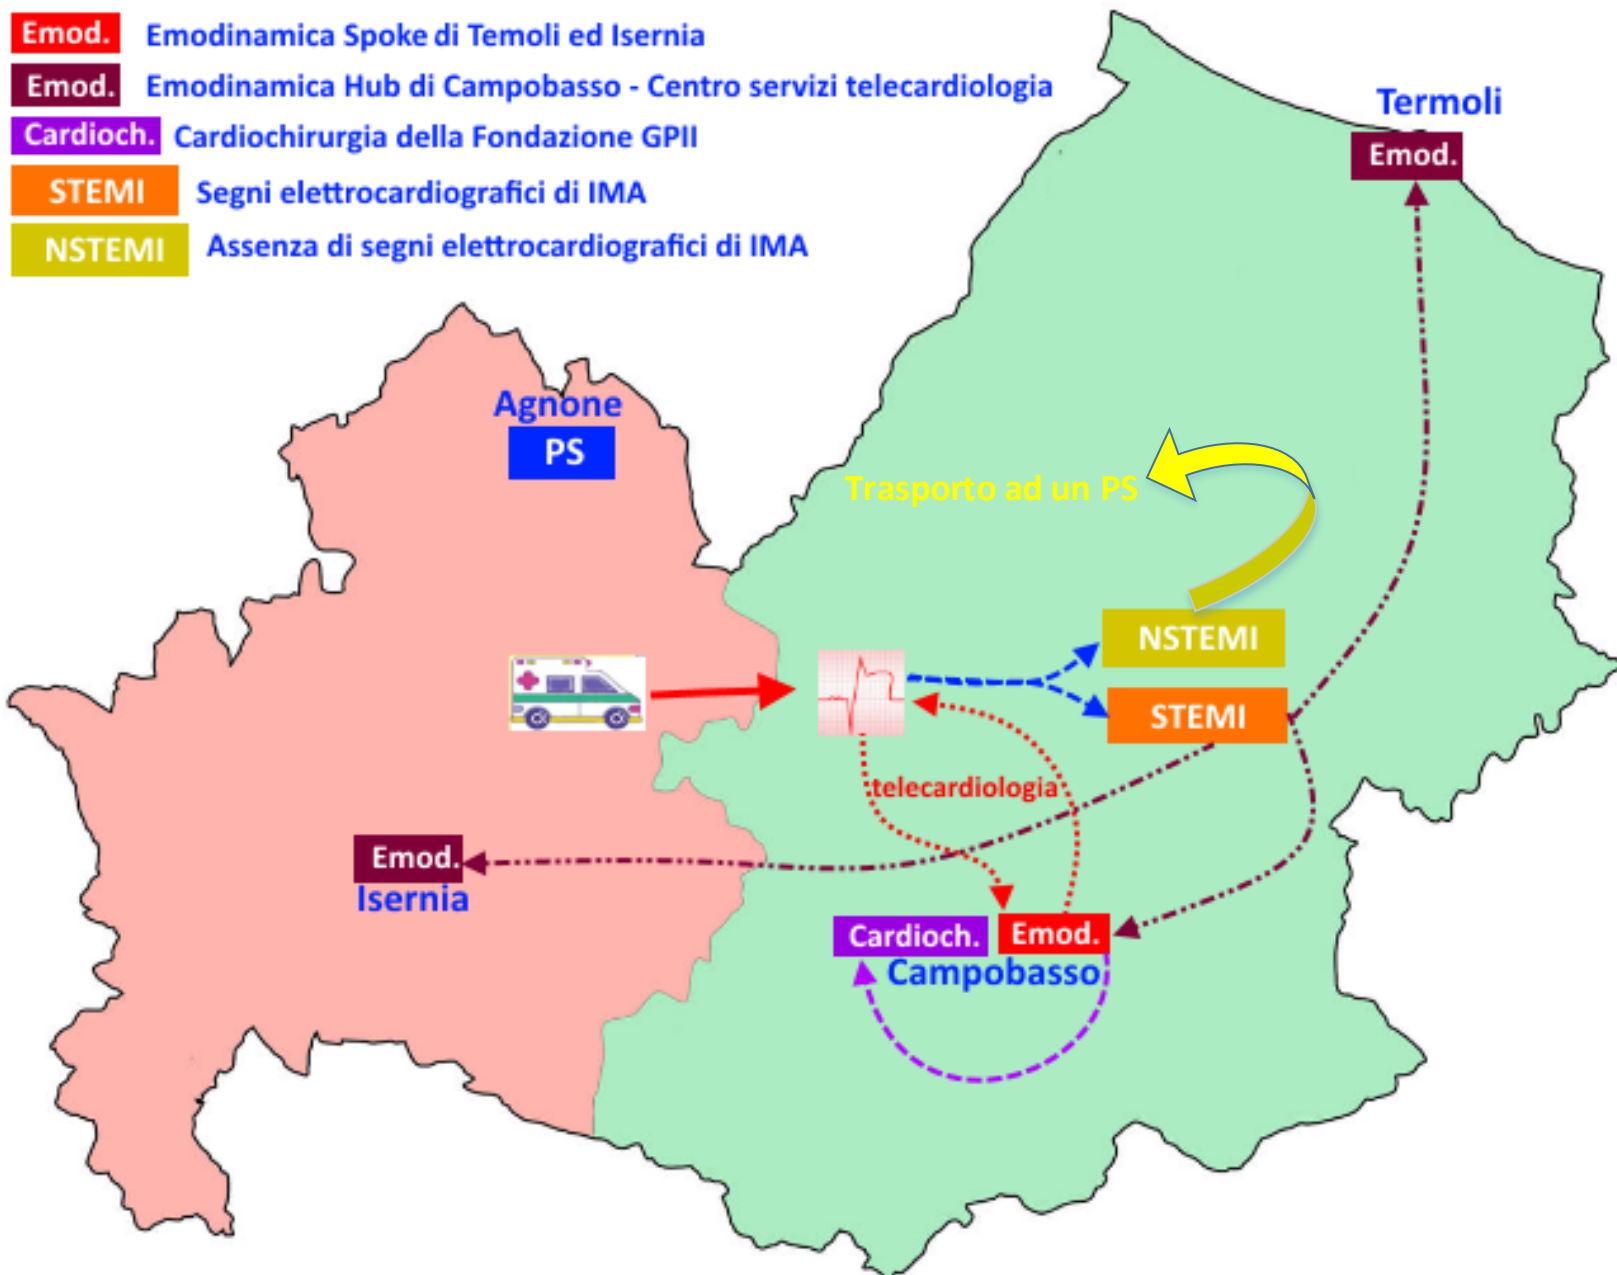 Emod. Emodinamica Spoke di Temoli ed Isernia
Emod. Emodinamica Hub di Campobasso - Centro servizi telecardiologia
Cardioch. Cardiochirurgia della Fondazione GPII
STEMI Segni elettrocardiografici di IMA
NSTEMI Assenza di segni elettrocardiografici di IMA
Termoli
Emod.
Agnone
PS
Trasporto ad un PS
NSTEMI
STEMI
telecardiologia
Emod.
Isernia
Cardioch. Emod.
Campobasso